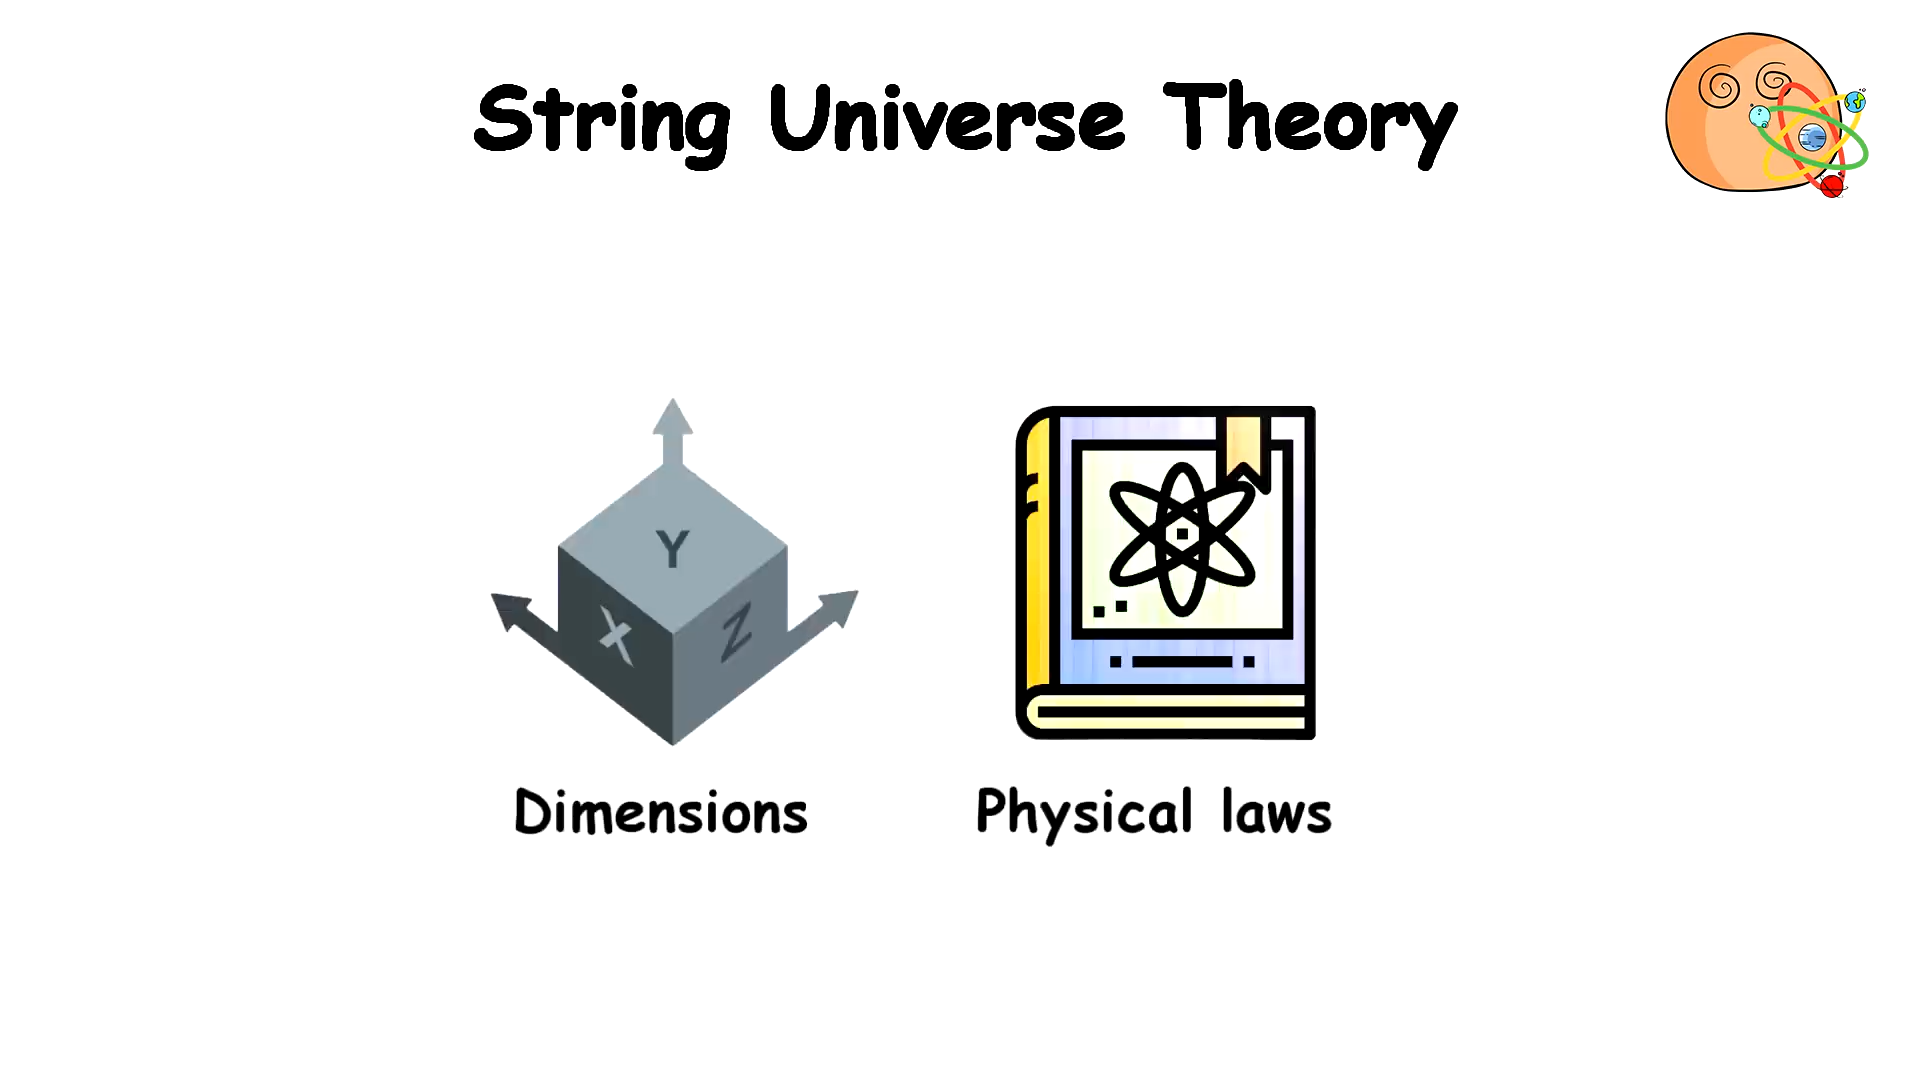 String Universe Theory
Y
X
Z
Dimensions
Physical laws